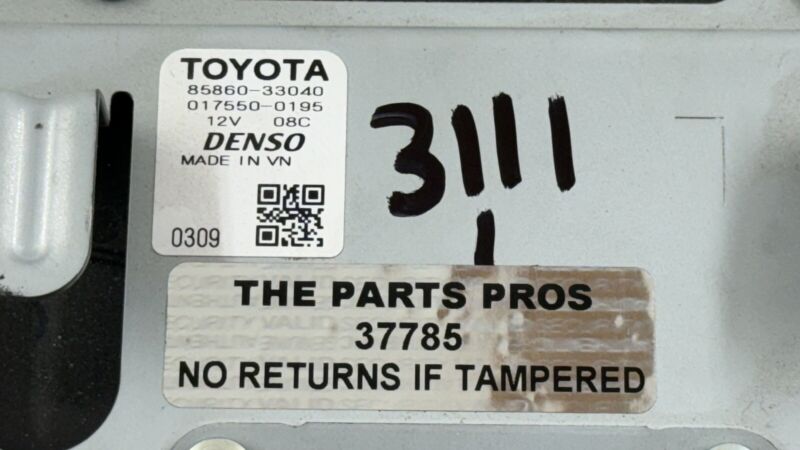 TOYOTA
85860-33040
017550-0195
12V 08C
DENSO
MADE IN VN
0309
3111
THE PARTS PROS
37785
NO RETURNS IF TAMPERED